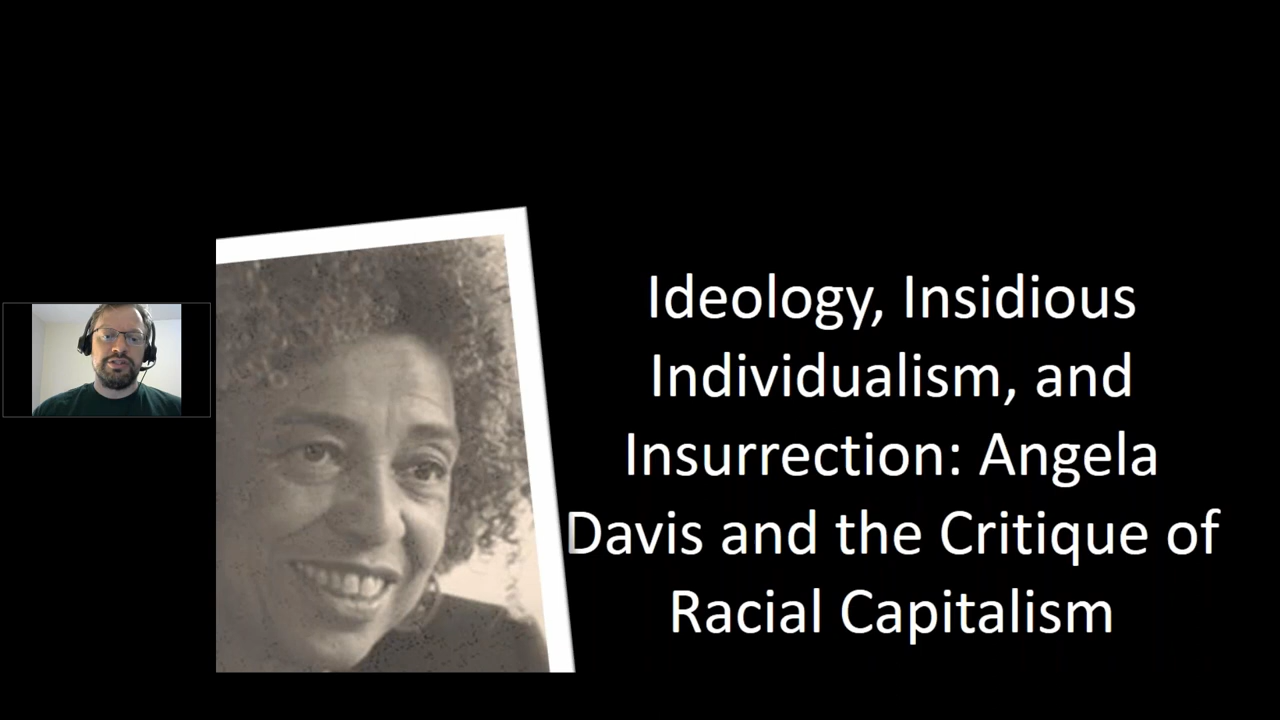 Ideology, Insidious
Individualism, and
Insurrection: Angela
Davis and the Critique of
Racial Capitalism